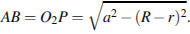 AB = O₂P = √(a² − (R − r)²).